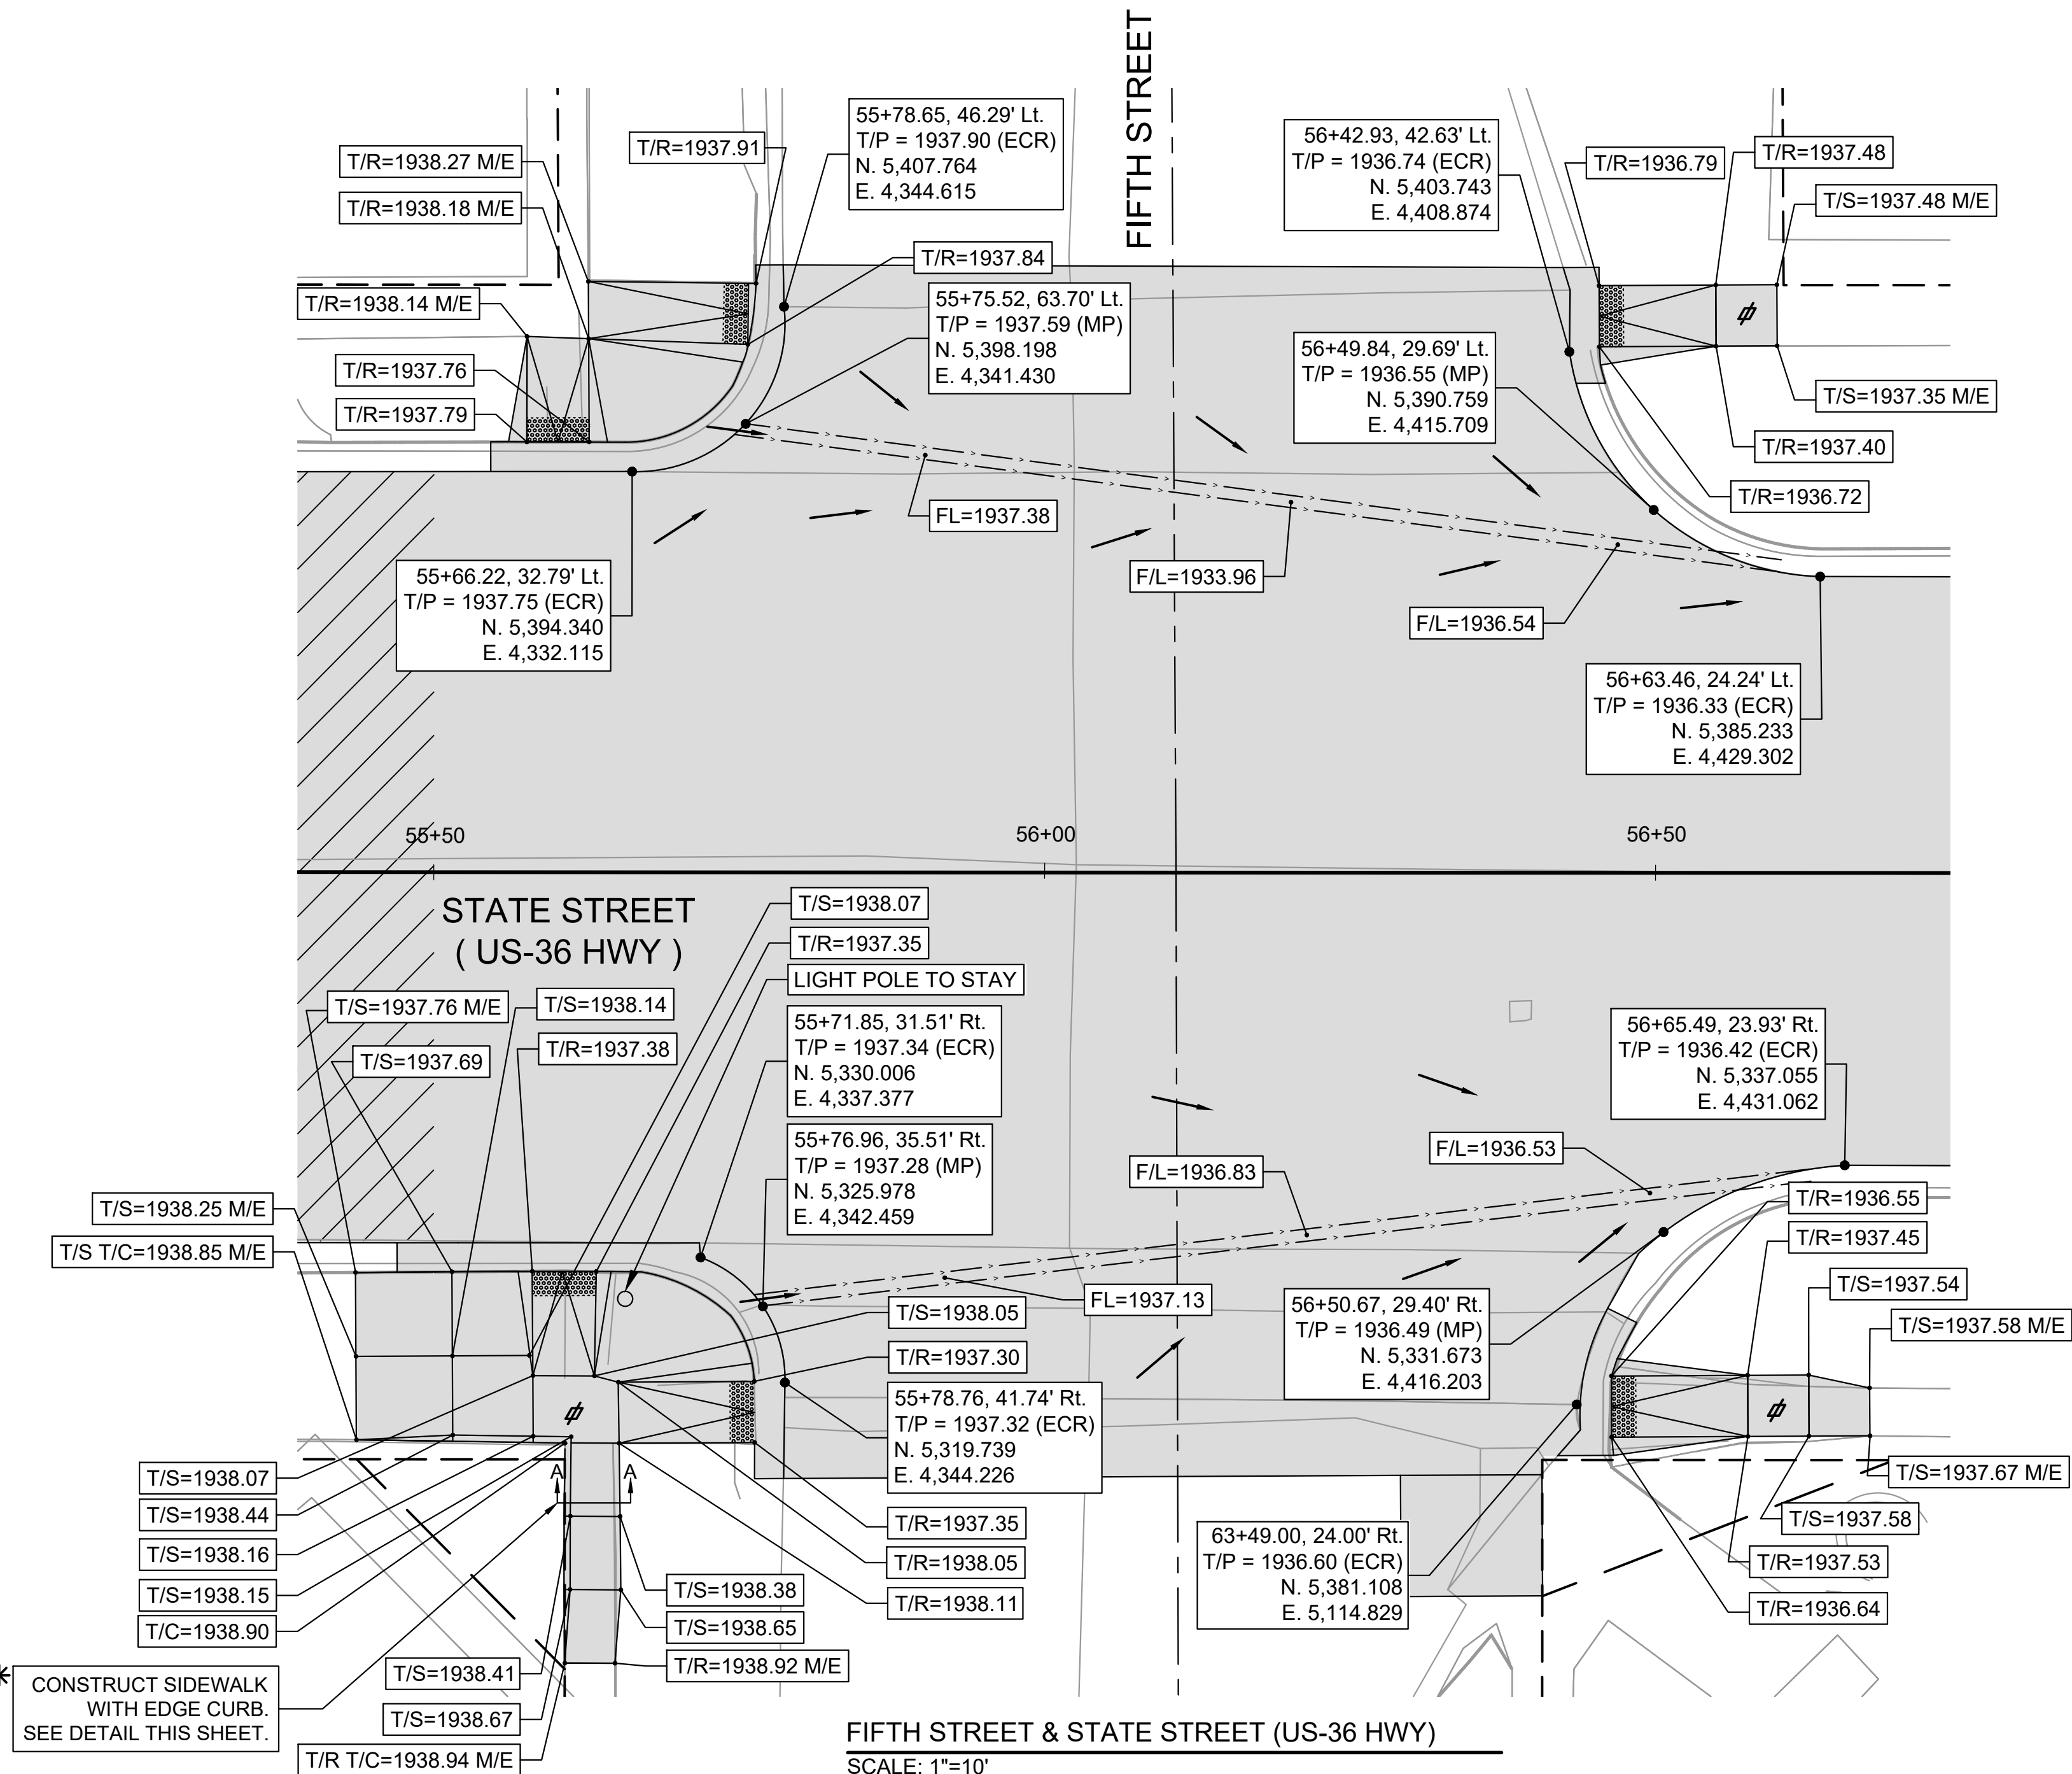 FIFTH STREET
55+78.65, 46.29' Lt.
T/P = 1937.90 (ECR)
N. 5,407.764
E. 4,344.615
56+42.93, 42.63' Lt.
T/P = 1936.74 (ECR)
N. 5,403.743
E. 4,408.874
T/R=1938.27 M/E
T/R=1937.91
T/R=1936.79
T/R=1937.48
T/R=1938.18 M/E
T/S=1937.48 M/E
T/R=1937.84
T/R=1938.14 M/E
55+75.52, 63.70' Lt.
T/P = 1937.59 (MP)
N. 5,398.198
E. 4,341.430
56+49.84, 29.69' Lt.
T/P = 1936.55 (MP)
N. 5,390.759
E. 4,415.709
T/R=1937.76
T/R=1937.79
T/S=1937.35 M/E
T/R=1937.40
T/R=1936.72
FL=1937.38
F/L=1933.96
F/L=1936.54
55+66.22, 32.79' Lt.
T/P = 1937.75 (ECR)
N. 5,394.340
E. 4,332.115
56+63.46, 24.24' Lt.
T/P = 1936.33 (ECR)
N. 5,385.233
E. 4,429.302
55+50
56+00
56+50
STATE STREET
( US-36 HWY )
T/S=1938.07
T/R=1937.35
LIGHT POLE TO STAY
T/S=1937.76 M/E
T/S=1938.14
T/S=1937.69
T/R=1937.38
55+71.85, 31.51' Rt.
T/P = 1937.34 (ECR)
N. 5,330.006
E. 4,337.377
56+65.49, 23.93' Rt.
T/P = 1936.42 (ECR)
N. 5,337.055
E. 4,431.062
55+76.96, 35.51' Rt.
T/P = 1937.28 (MP)
N. 5,325.978
E. 4,342.459
F/L=1936.83
F/L=1936.53
T/S=1938.25 M/E
T/S T/C=1938.85 M/E
T/R=1936.55
T/R=1937.45
T/S=1937.54
T/S=1937.58 M/E
FL=1937.13
T/S=1938.05
T/R=1937.30
56+50.67, 29.40' Rt.
T/P = 1936.49 (MP)
N. 5,331.673
E. 4,416.203
55+78.76, 41.74' Rt.
T/P = 1937.32 (ECR)
N. 5,319.739
E. 4,344.226
A A
T/S=1938.07
T/S=1938.44
T/S=1938.16
T/S=1938.15
T/C=1938.90
T/S=1937.67 M/E
T/S=1937.58
T/R=1937.53
T/R=1936.64
T/R=1937.35
T/R=1938.05
T/R=1938.11
63+49.00, 24.00' Rt.
T/P = 1936.60 (ECR)
N. 5,381.108
E. 5,114.829
T/S=1938.38
T/S=1938.65
T/R=1938.92 M/E
T/S=1938.41
T/S=1938.67
T/R T/C=1938.94 M/E
CONSTRUCT SIDEWALK
WITH EDGE CURB.
SEE DETAIL THIS SHEET.
FIFTH STREET & STATE STREET (US-36 HWY)
SCALE: 1"=10'